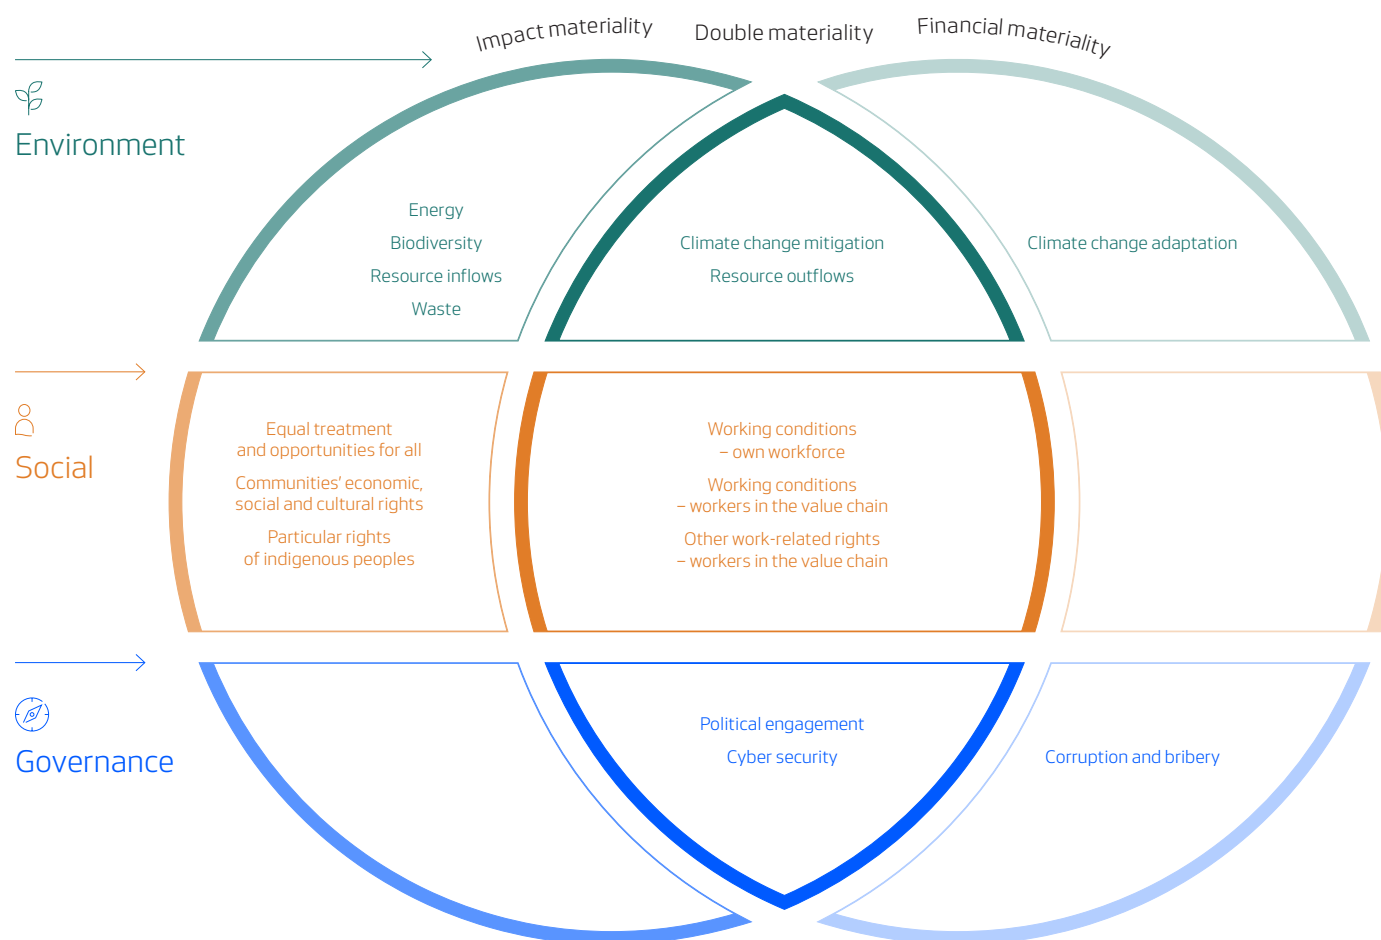 Impact materiality
Double materiality
Financial materiality
Environment
Energy
Biodiversity
Resource inflows
Waste
Climate change mitigation
Resource outflows
Climate change adaptation
Social
Equal treatment
and opportunities for all
Communities’ economic,
social and cultural rights
Particular rights
of indigenous peoples
Working conditions
– own workforce
Working conditions
– workers in the value chain
Other work-related rights
– workers in the value chain
Governance
Political engagement
Cyber security
Corruption and bribery